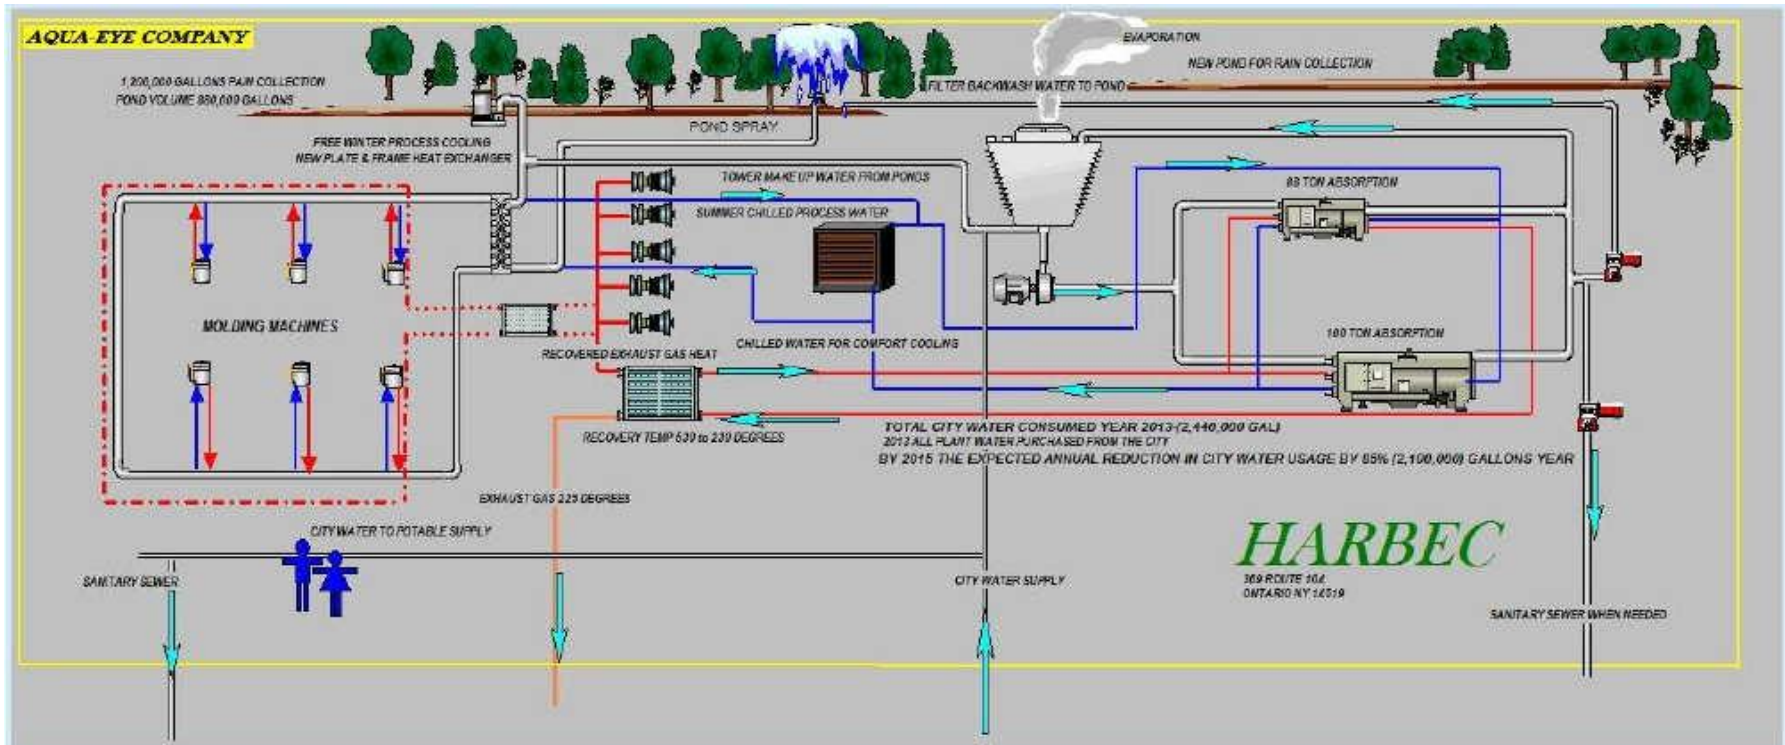 AQUA-EYE COMPANY
EVAPORATION
NEW POND FOR RAIN COLLECTION
1,200,000 GALLONS RAIN COLLECTION
POND VOLUME 860,000 GALLONS
FILTER BACKWASH WATER TO POND
POND SPRAY
FREE WINTER PROCESS COOLING
NEW PLATE & FRAME HEAT EXCHANGER
TOWER MAKE UP WATER FROM PONDS
SUMMER CHILLED PROCESS WATER
TON ABSORPTION
MOLDING MACHINES
100 TON ABSORPTION
CHILLED WATER FOR COMFORT COOLING
RECOVERED EXHAUST GAS HEAT
RECOVERY TEMP to 230 DEGREES
TOTAL CITY WATER CONSUMED YEAR 2013-(2,440,000 GAL)
2013 ALL PLANT WATER PURCHASED FROM THE CITY
BY 2015 THE EXPECTED ANNUAL REDUCTION IN CITY WATER USAGE BY 85% (2,100,000) GALLONS YEAR
EXHAUST GAS 225 DEGREES
CITY WATER TO POTABLE SUPPLY
HARBEC
369 ROUTE 104
ONTARIO NY 14519
SANITARY SEWER
CITY WATER SUPPLY
SANITARY SEWER WHEN NEEDED